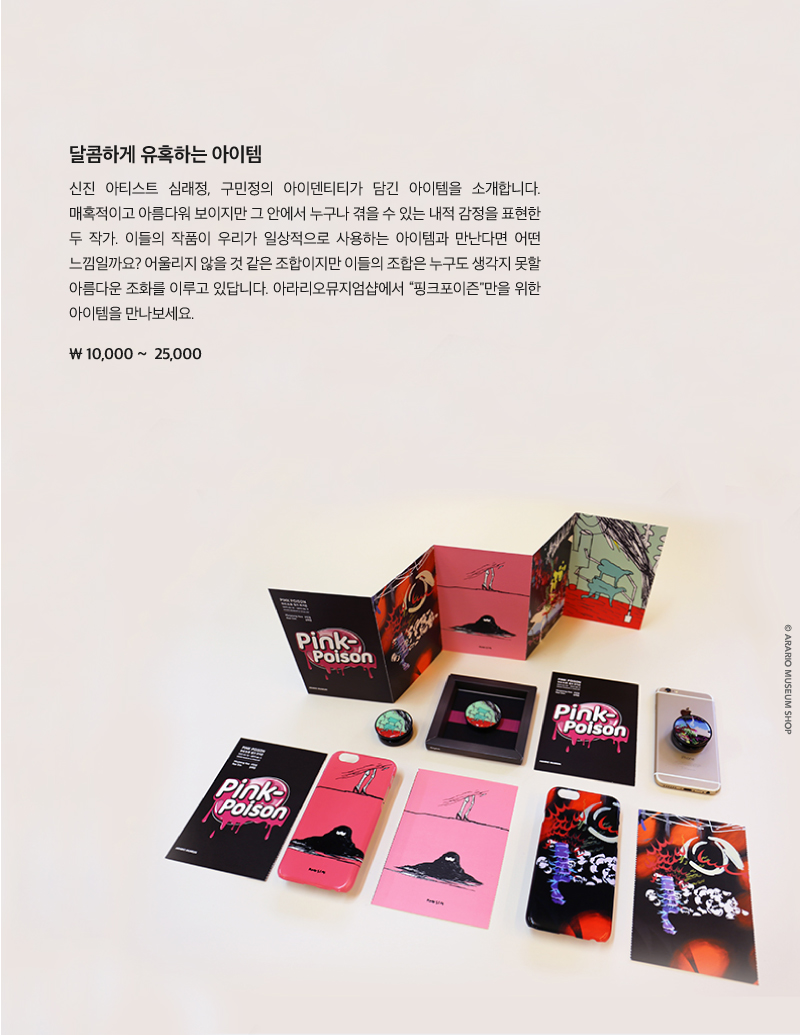 달콤하게 유혹하는 아이템
신진 아티스트 심래정, 구민정의 아이덴티티가 담긴 아이템을 소개합니다.
매혹적이고 아름다워 보이지만 그 안에서 누구나 겪을 수 있는 내적 감정을 표현한
두 작가. 이들의 작품이 우리가 일상적으로 사용하는 아이템과 만난다면 어떤
느낌일까요? 어울리지 않을 것 같은 조합이지만 이들의 조합은 누구도 생각지 못할
아름다운 조화를 이루고 있답니다. 아라리오뮤지엄샵에서 “핑크포이즌”만을 위한
아이템을 만나보세요.
₩ 10,000 ~ 25,000
PINK-POISON
Pink-
Poison
PINK-POISON
Pink-
Poison
PINK-POISON
Pink-
Poison
© ARARIO MUSEUM SHOP